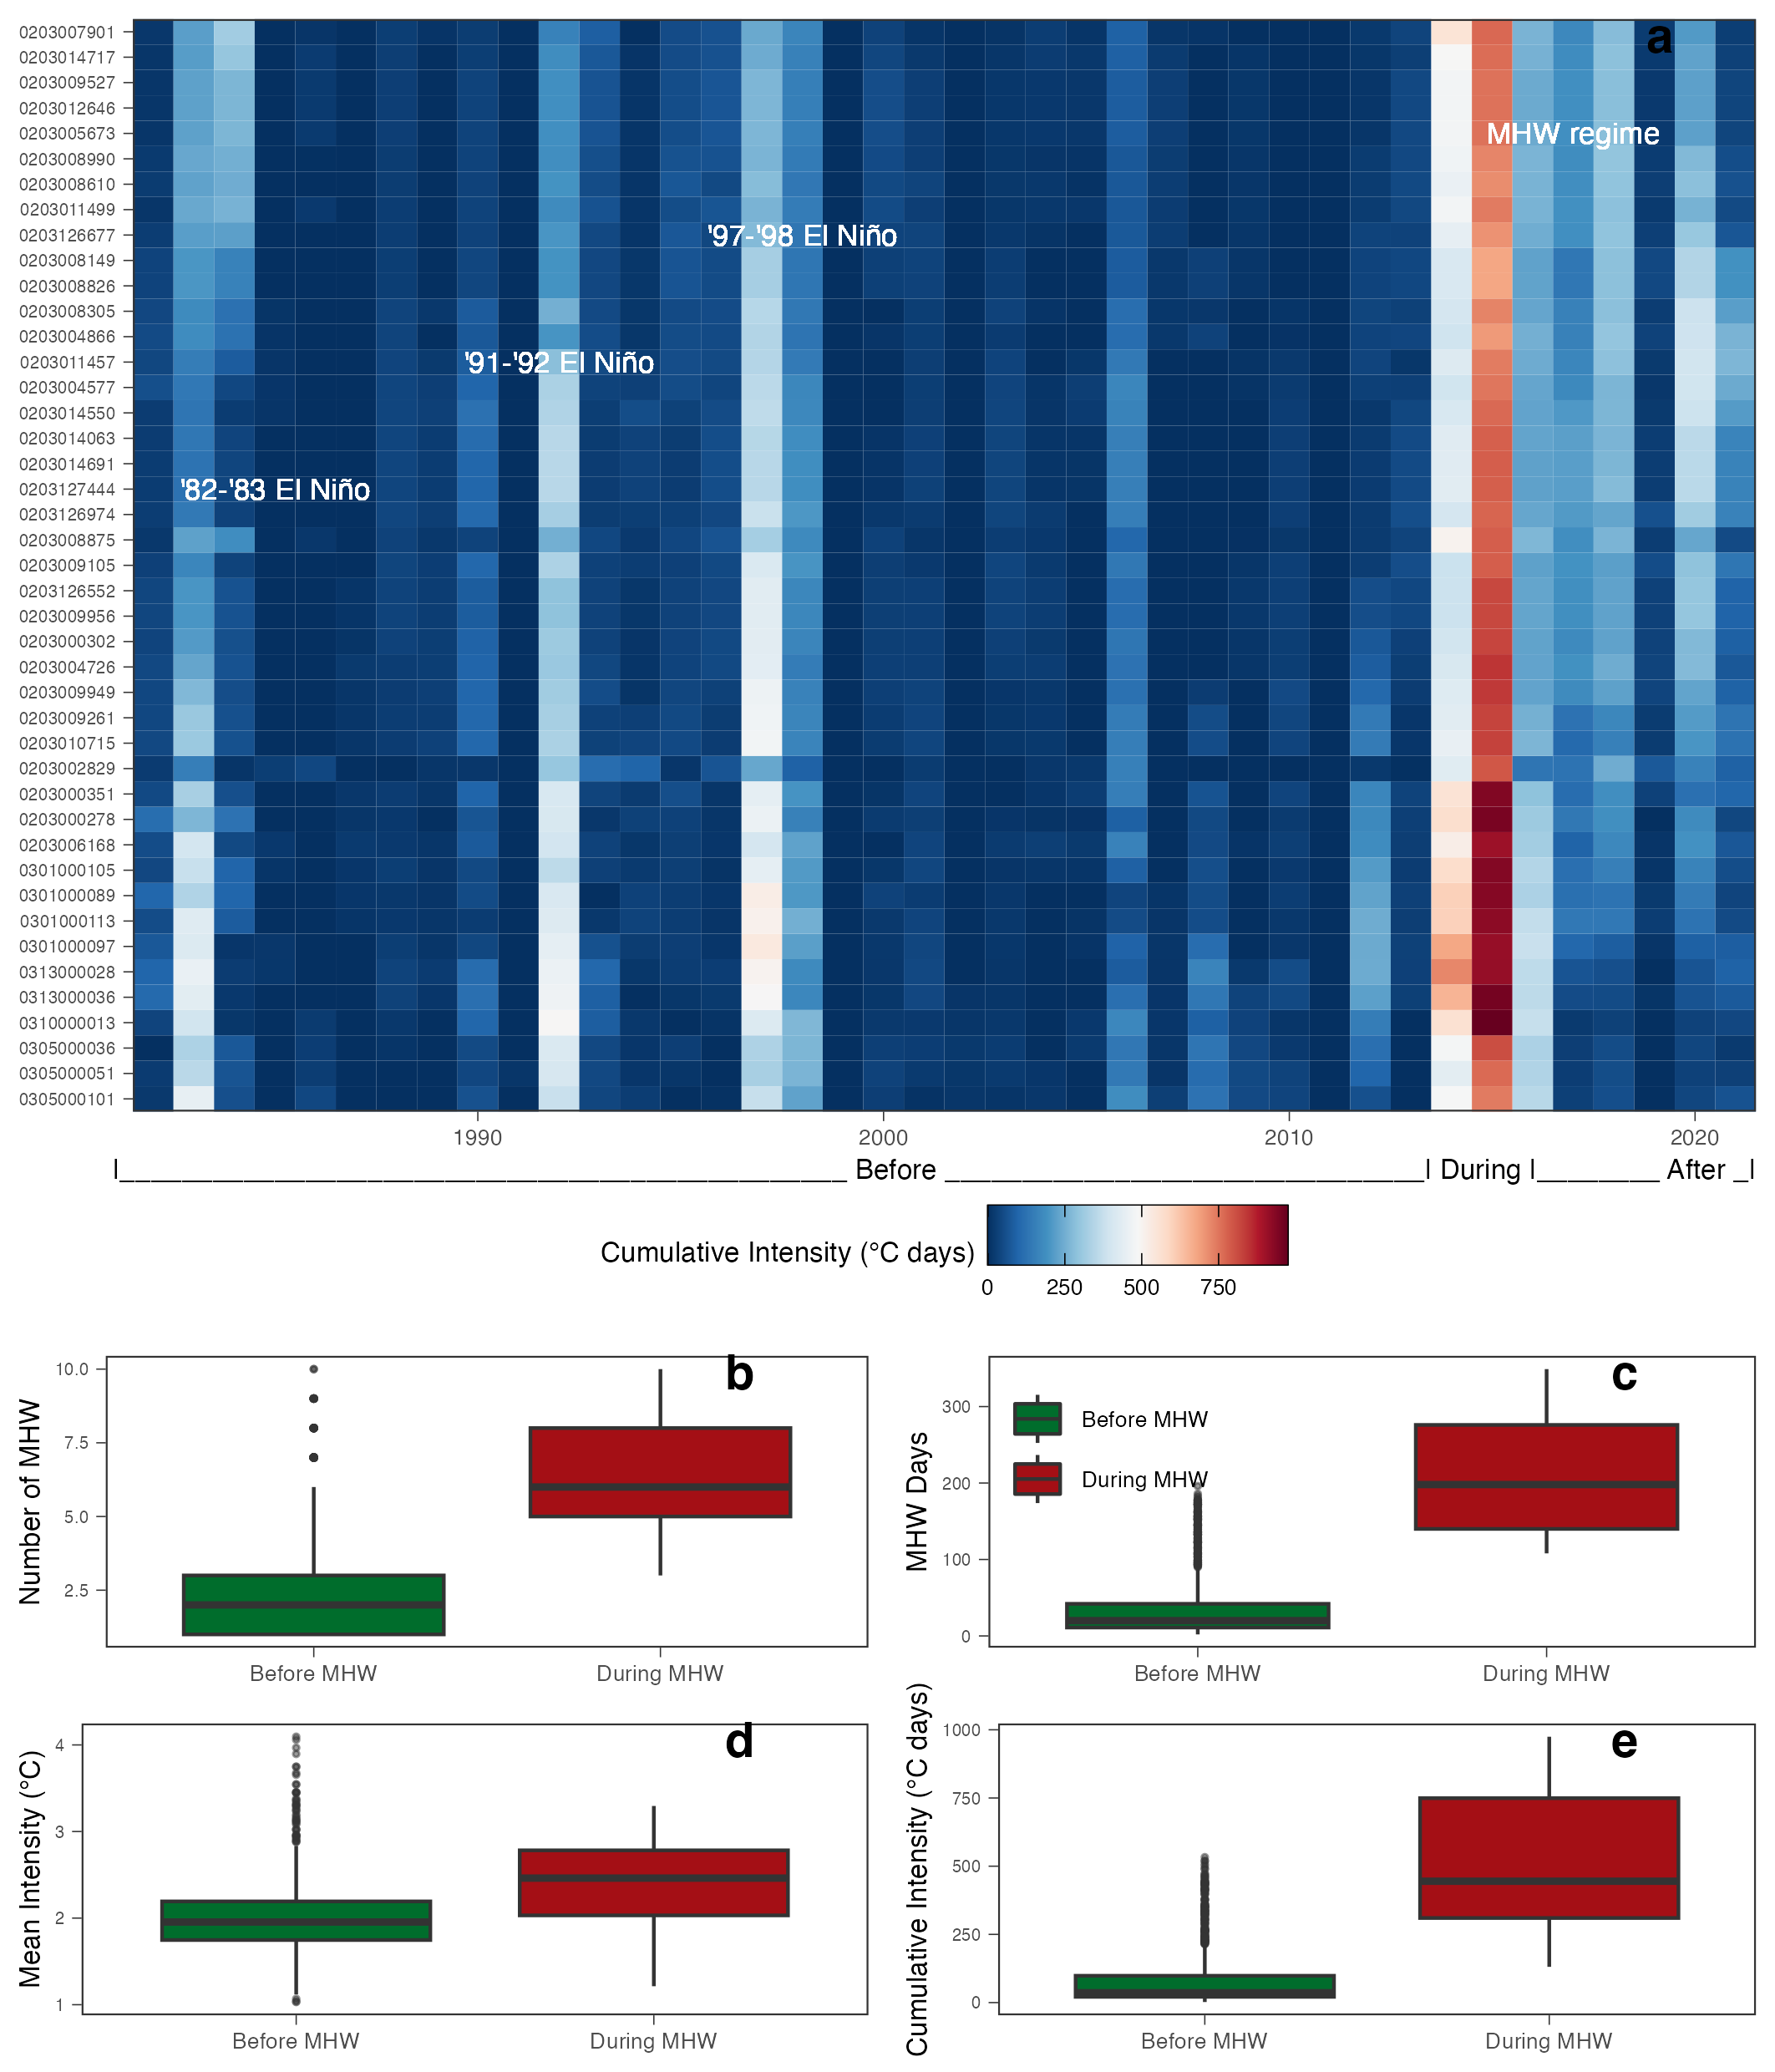 a
0203007901
0203014717
0203009527
0203012646
0203005673
MHW regime
0203008990
0203008610
0203011499
0203126677
'97-'98 El Niño
0203008149
0203008826
0203008305
0203004866
0203011457
'91-'92 El Niño
0203004577
0203014550
0203014063
0203014691
0203127444
'82-'83 El Niño
0203126974
0203008875
0203009105
0203126552
0203009956
0203000302
0203004726
0203009949
0203009261
0203010715
0203002829
0203000351
0203000278
0203006168
0301000105
0301000089
0301000113
0301000097
0313000028
0313000036
0310000013
0305000036
0305000051
0305000101
1990 2000 2010 2020
Before During After
Cumulative Intensity (°C days)
0 250 500 750
b
Number of MHW
10.0
7.5
5.0
2.5
Before MHW During MHW
c
MHW Days
300
200
100
0
Before MHW
During MHW
Before MHW During MHW
d
Mean Intensity (°C)
4
3
2
1
Before MHW During MHW
e
Cumulative Intensity (°C days)
1000
750
500
250
0
Before MHW During MHW